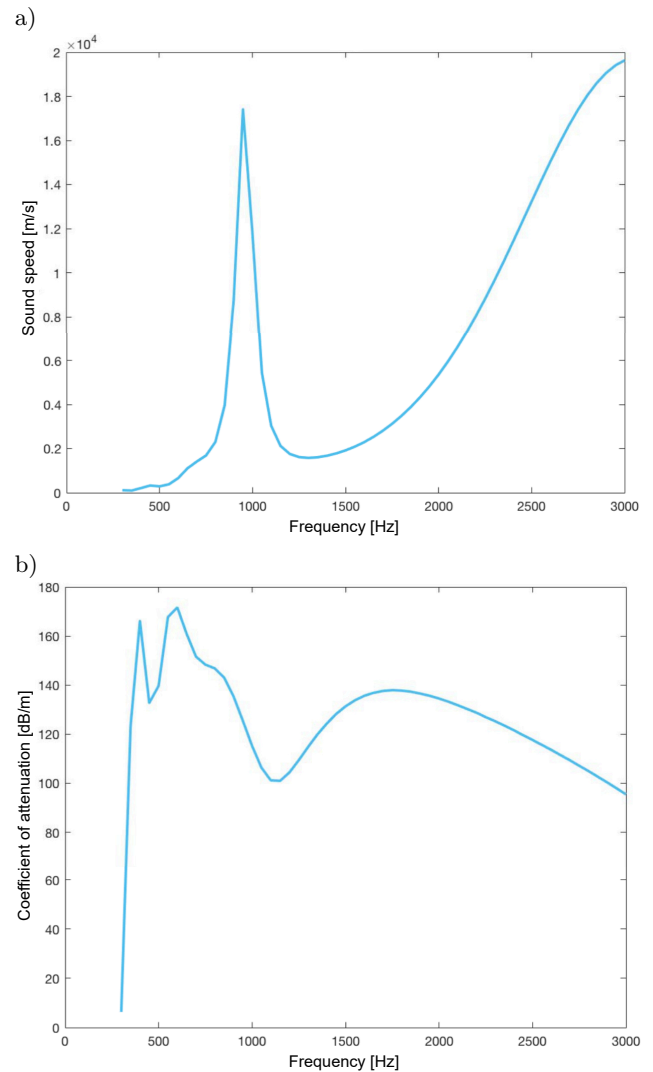 a)
×10⁴
2
1.8
1.6
1.4
1.2
1
0.8
0.6
0.4
0.2
0
Sound speed [m/s]
0 500 1000 1500 2000 2500 3000
Frequency [Hz]
b)
180
160
140
120
100
80
60
40
20
0
Coefficient of attenuation [dB/m]
0 500 1000 1500 2000 2500 3000
Frequency [Hz]